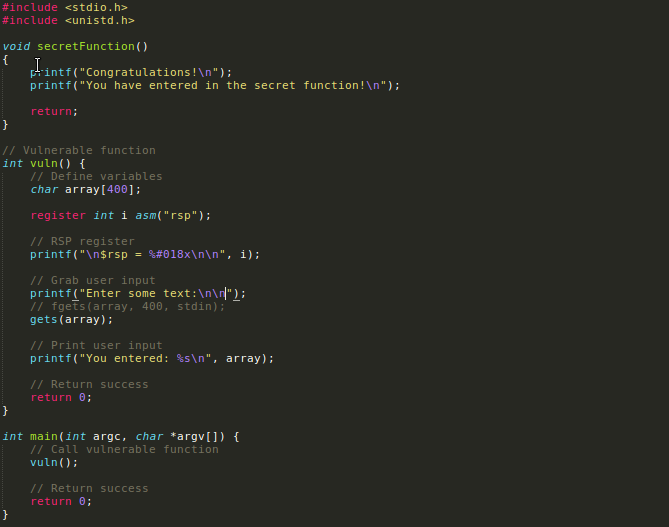 #include <stdio.h>
#include <unistd.h>
void secretFunction()
{
printf("Congratulations!\n");
printf("You have entered in the secret function!\n");
return;
}
// Vulnerable function
int vuln() {
// Define variables
char array[400];
register int i asm("rsp");
// RSP register
printf("\n$rsp = %#018x\n\n", i);
// Grab user input
printf("Enter some text:\n\n");
// fgets(array, 400, stdin);
gets(array);
// Print user input
printf("You entered: %s\n", array);
// Return success
return 0;
}
int main(int argc, char *argv[]) {
// Call vulnerable function
vuln();
// Return success
return 0;
}